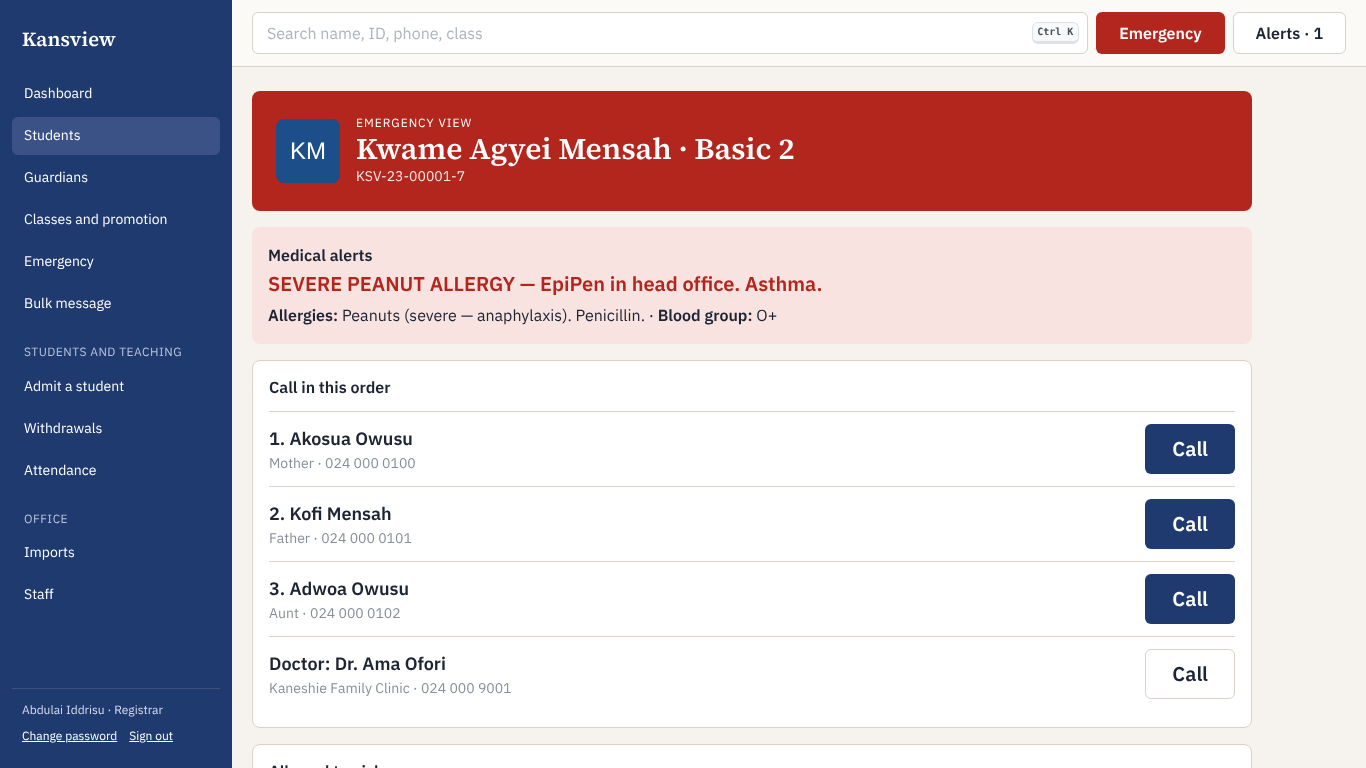 Kansview
Dashboard
Students
Guardians
Classes and promotion
Emergency
Bulk message
STUDENTS AND TEACHING
Admit a student
Withdrawals
Attendance
OFFICE
Imports
Staff
Abdulai Iddrisu · Registrar
Change password Sign out
Search name, ID, phone, class
Ctrl K
Emergency
Alerts · 1
KM
EMERGENCY VIEW
Kwame Agyei Mensah · Basic 2
KSV-23-00001-7
Medical alerts
SEVERE PEANUT ALLERGY — EpiPen in head office. Asthma.
Allergies: Peanuts (severe — anaphylaxis). Penicillin. · Blood group: O+
Call in this order
1. Akosua Owusu
Mother · 024 000 0100
Call
2. Kofi Mensah
Father · 024 000 0101
Call
3. Adwoa Owusu
Aunt · 024 000 0102
Call
Doctor: Dr. Ama Ofori
Kaneshie Family Clinic · 024 000 9001
Call